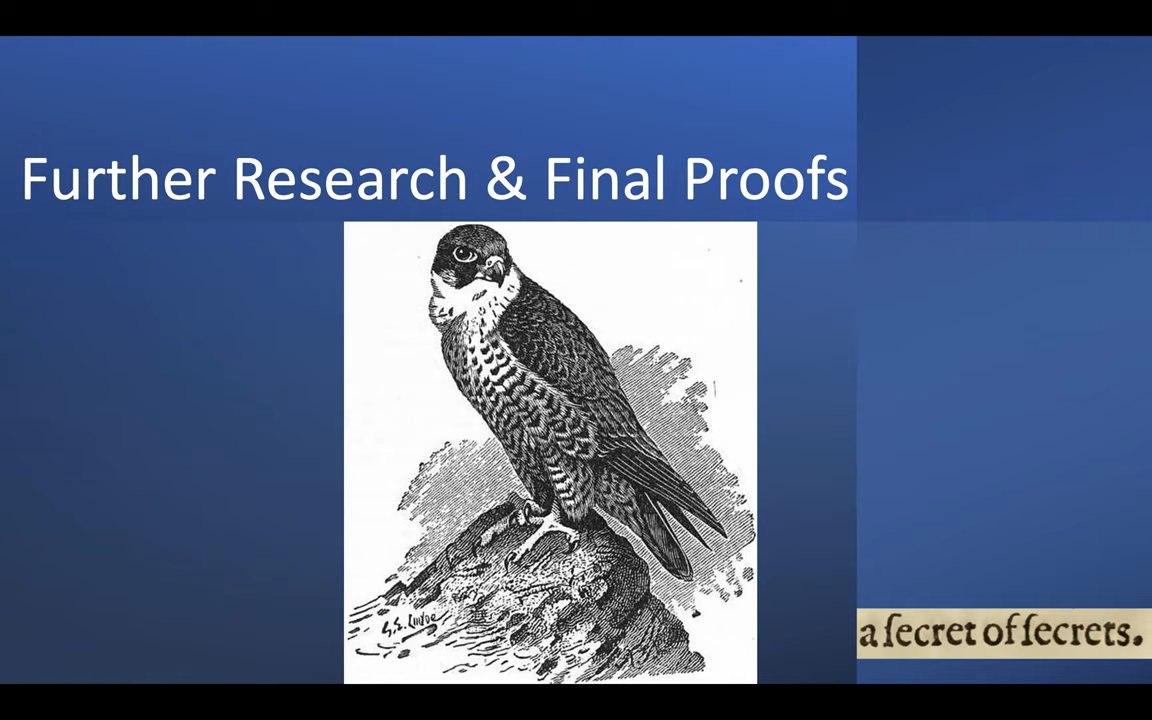 Further Research & Final Proofs
a ſecret of ſecrets.